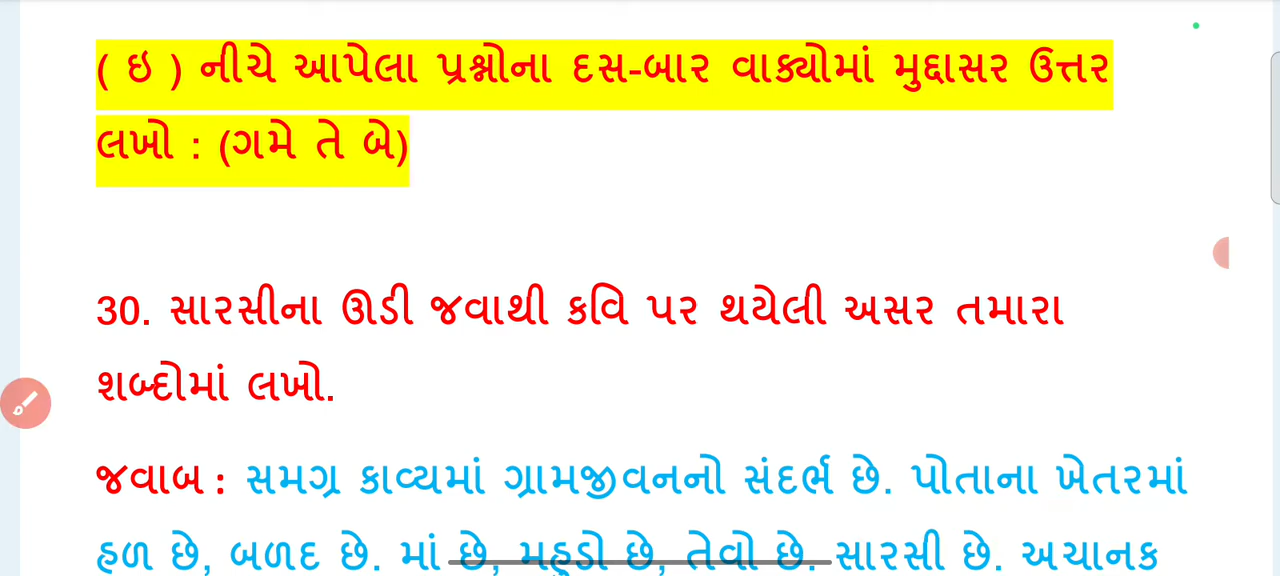 ( ઇ ) નીચે આપેલા પ્રશ્નોના દસ-બાર વાક્યોમાં મુદ્દાસર ઉત્તર
લખો : (ગમે તે બે)
30. સારસીના ઊડી જવાથી કવિ પર થયેલી અસર તમારા
શબ્દોમાં લખો.
જવાબ : સમગ્ર કાવ્યમાં ગ્રામજીવનનો સંદર્ભ છે. પોતાના ખેતરમાં
હળ છે, બળદ છે. માં છે, મહુડો છે, તેવો છે. સારસી છે. અચાનક